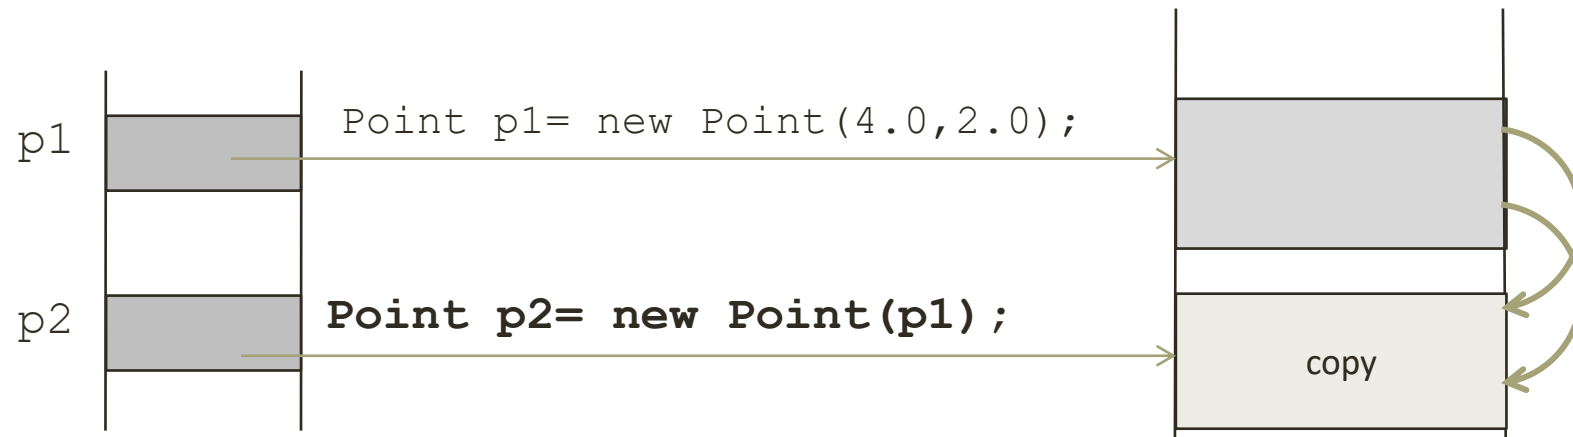 p1
Point p1= new Point(4.0,2.0);
p2
Point p2= new Point(p1);
copy